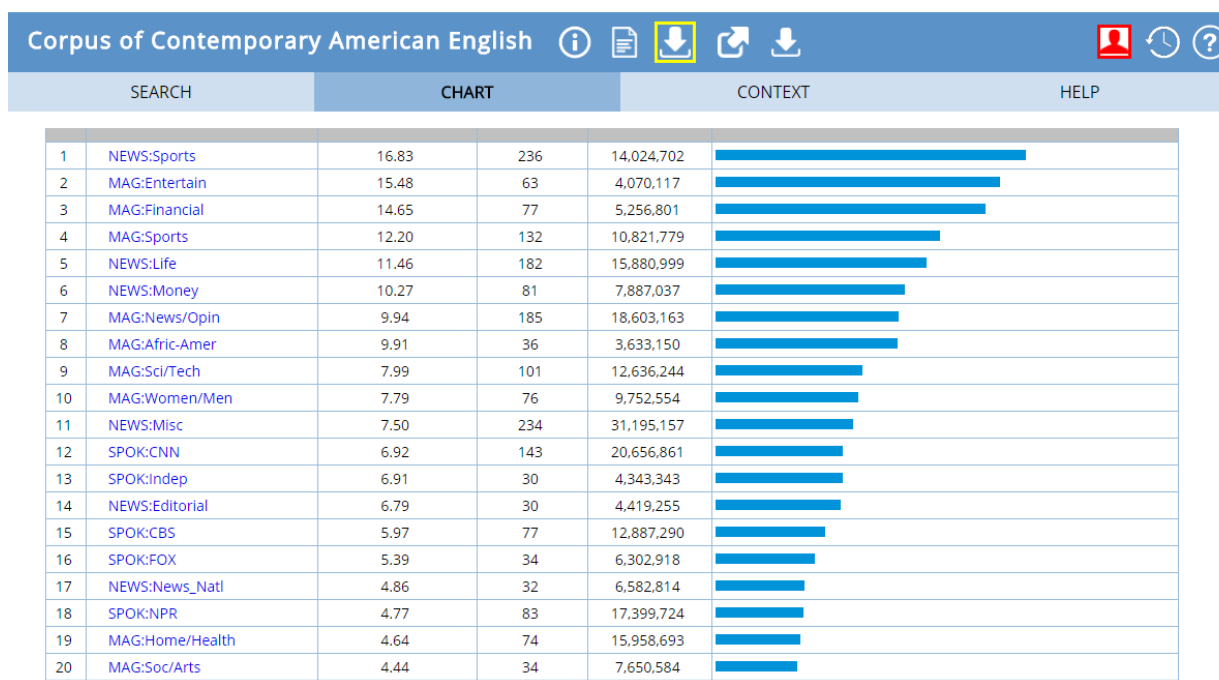 Corpus of Contemporary American English
SEARCH CHART CONTEXT HELP
1 NEWS:Sports 16.83 236 14,024,702
2 MAG:Entertain 15.48 63 4,070,117
3 MAG:Financial 14.65 77 5,256,801
4 MAG:Sports 12.20 132 10,821,779
5 NEWS:Life 11.46 182 15,880,999
6 NEWS:Money 10.27 81 7,887,037
7 MAG:News/Opin 9.94 185 18,603,163
8 MAG:Afric-Amer 9.91 36 3,633,150
9 MAG:Sci/Tech 7.99 101 12,636,244
10 MAG:Women/Men 7.79 76 9,752,554
11 NEWS:Misc 7.50 234 31,195,157
12 SPOK:CNN 6.92 143 20,656,861
13 SPOK:Indep 6.91 30 4,343,343
14 NEWS:Editorial 6.79 30 4,419,255
15 SPOK:CBS 5.97 77 12,887,290
16 SPOK:FOX 5.39 34 6,302,918
17 NEWS:News_Natl 4.86 32 6,582,814
18 SPOK:NPR 4.77 83 17,399,724
19 MAG:Home/Health 4.64 74 15,958,693
20 MAG:Soc/Arts 4.44 34 7,650,584